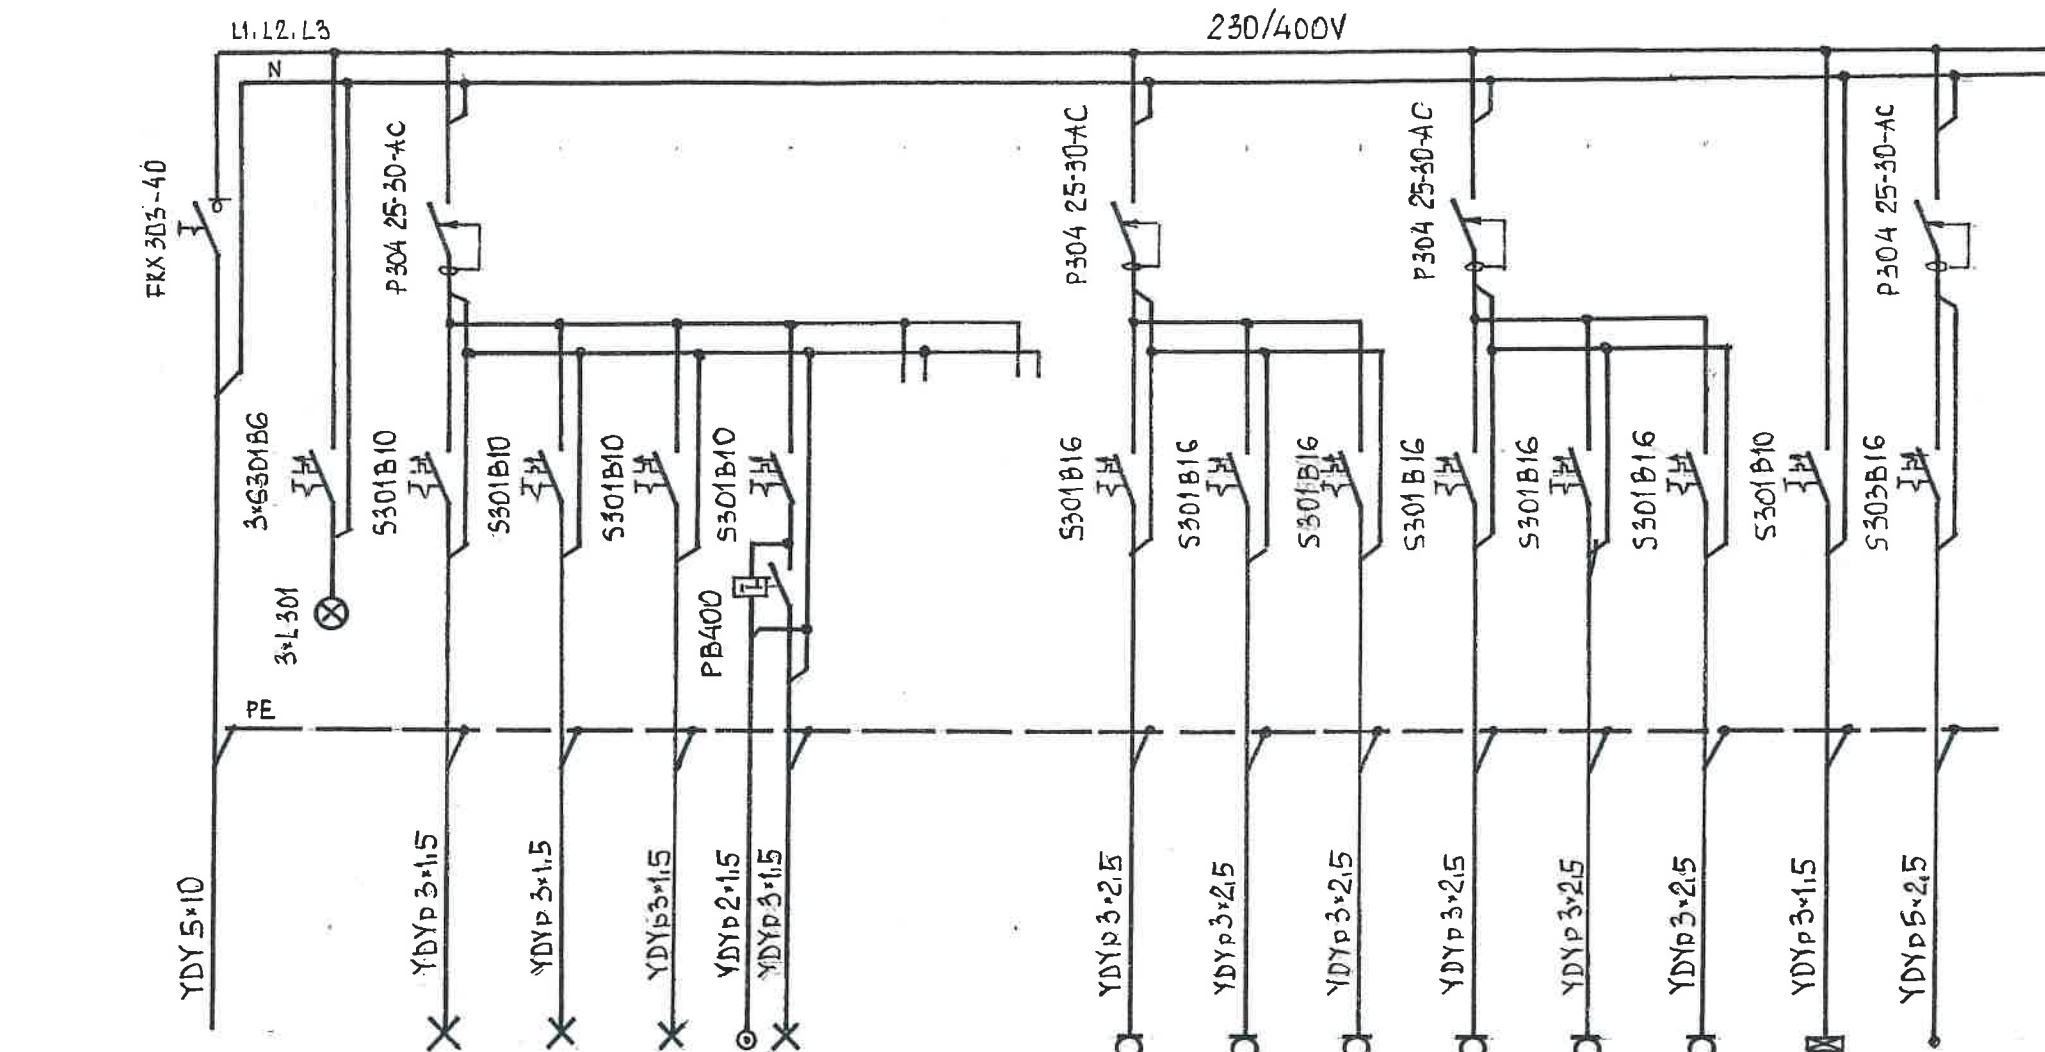 L1, L2, L3
230/400V
N
FRX 303-40
P304 25-30-AC
P304 25-30-AC
P304 25-30-AC
P304 25-30-AC
3×S301B6
S301B10
S301B10
S301B10
S301B10
S301B16
S301B16
S301B16
S301B16
S301B16
S301B16
S301B10
S303B16
3×L301
PB400
PE
YDY 5×10
YDYp 3×1,5
YDYp 3×1,5
YDYp 3×1,5
YDYp 2×1,5
YDYp 3×1,5
YDYp 3×2,5
YDYp 3×2,5
YDYp 3×2,5
YDYp 3×2,5
YDYp 3×2,5
YDYp 3×2,5
YDYp 3×1,5
YDYp 5×2,5